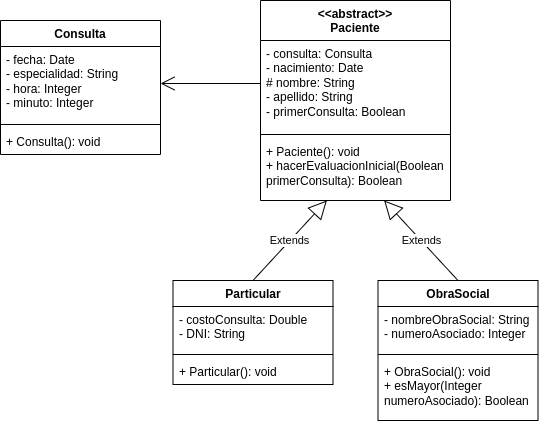 Consulta
- fecha: Date
- especialidad: String
- hora: Integer
- minuto: Integer
+ Consulta(): void
<<abstract>>
Paciente
- consulta: Consulta
- nacimiento: Date
# nombre: String
- apellido: String
- primerConsulta: Boolean
+ Paciente(): void
+ hacerEvaluacionInicial(Boolean
primerConsulta): Boolean
Extends
Extends
Particular
- costoConsulta: Double
- DNI: String
+ Particular(): void
ObraSocial
- nombreObraSocial: String
- numeroAsociado: Integer
+ ObraSocial(): void
+ esMayor(Integer
numeroAsociado): Boolean